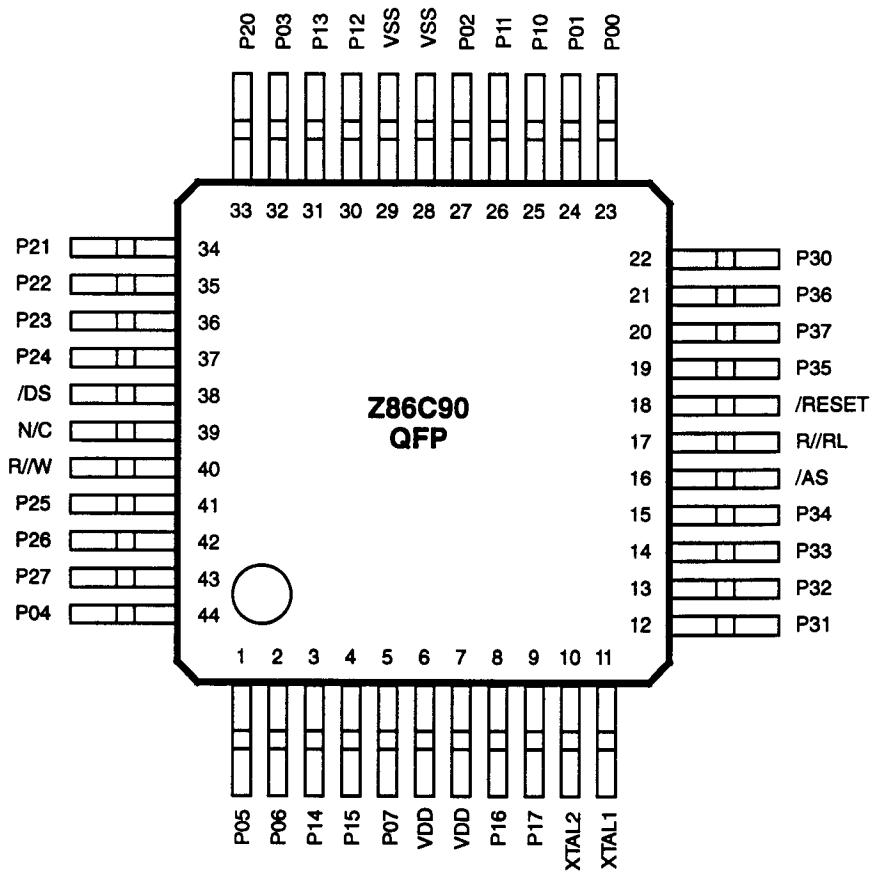 P20 P03 P13 P12 VSS VSS P02 P11 P10 P01 P00
33 32 31 30 29 28 27 26 25 24 23
P21 34
22 P30
P22 35
21 P36
P23 36
20 P37
P24 37
19 P35
/DS 38
Z86C90
18 /RESET
N/C 39
QFP
17 R//RL
R//W 40
16 /AS
P25 41
15 P34
P26 42
14 P33
P27 43
13 P32
P04 44
12 P31
1 2 3 4 5 6 7 8 9 10 11
P05 P06 P14 P15 P07 VDD VDD P16 P17 XTAL2 XTAL1